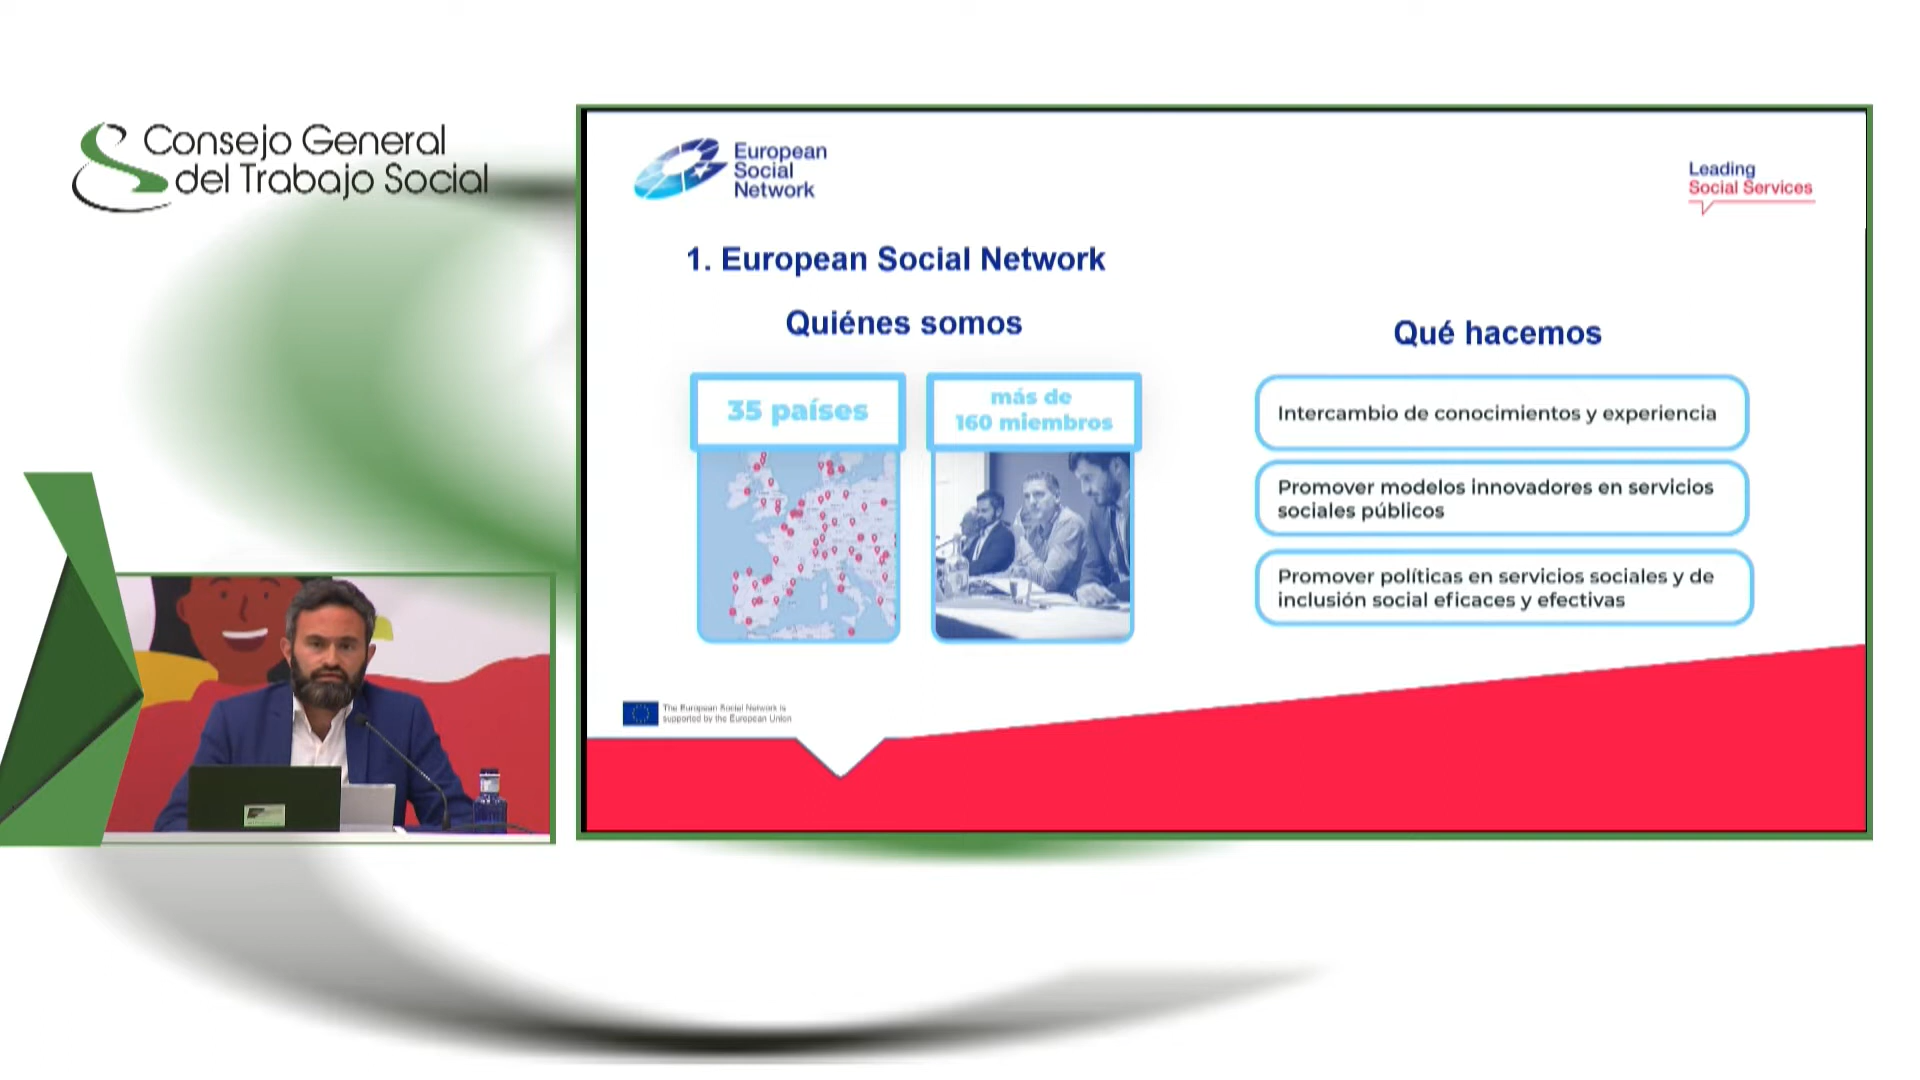 Consejo General
del Trabajo Social
European
Social
Network
Leading
Social Services
1. European Social Network
Quiénes somos
Qué hacemos
35 países
más de
160 miembros
Intercambio de conocimientos y experiencia
Promover modelos innovadores en servicios
sociales públicos
Promover políticas en servicios sociales y de
inclusión social eficaces y efectivas
The European Social Network is
supported by the European Union